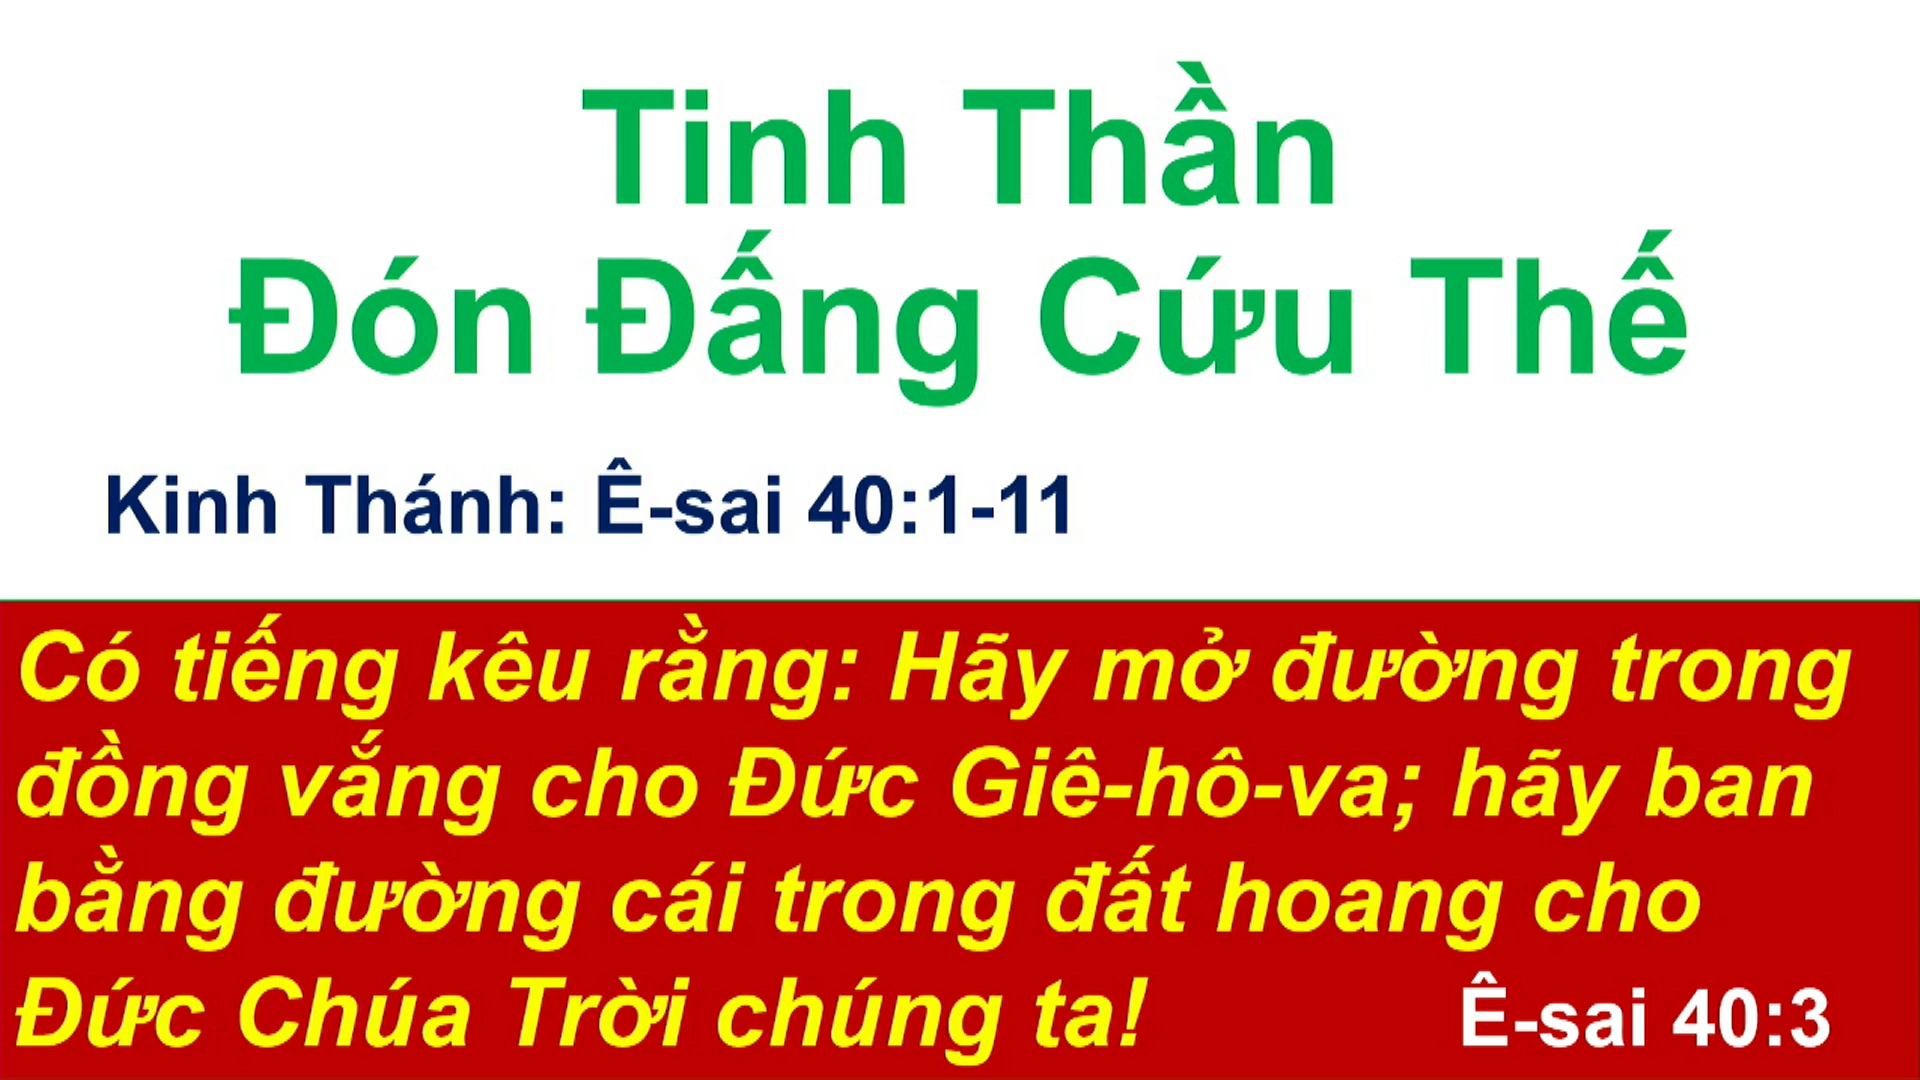 Tinh Thần
Đón Đấng Cứu Thế
Kinh Thánh: Ê-sai 40:1-11
Có tiếng kêu rằng: Hãy mở đường trong
đồng vắng cho Đức Giê-hô-va; hãy ban
bằng đường cái trong đất hoang cho
Đức Chúa Trời chúng ta! Ê-sai 40:3